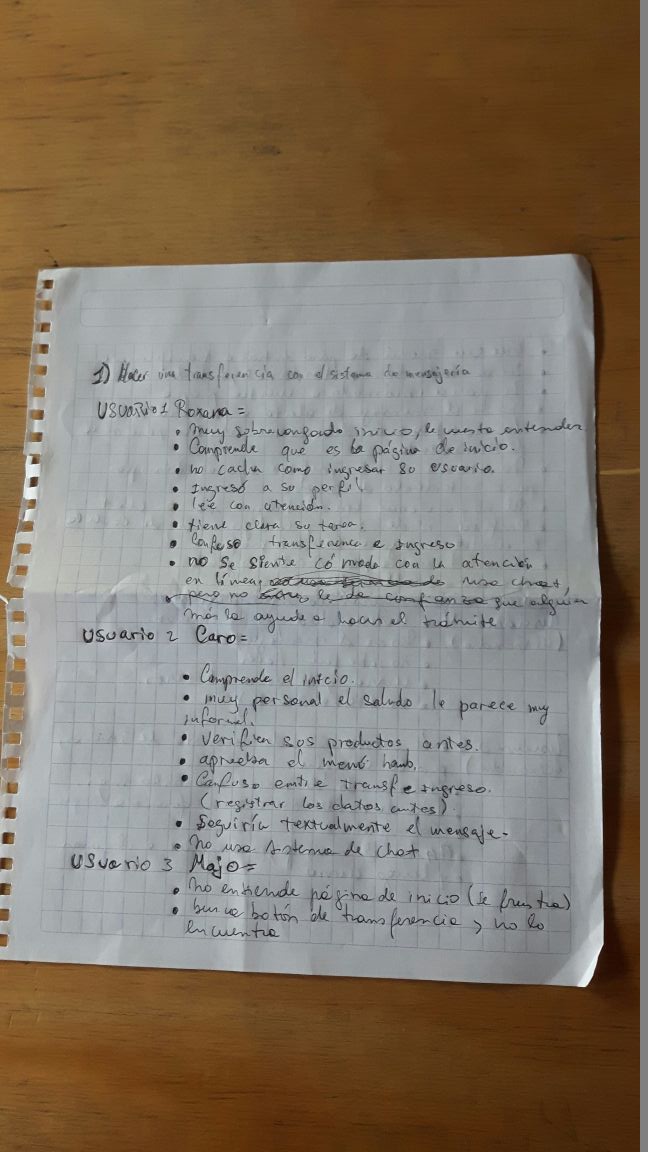 1) Hacer una transferencia con el sistema de mensajería
USUARIO 1 Roxana =
• muy sobrecargado inicio, le cuesta entender
• Comprende que es la página de inicio.
• no cacha como ingresar su usuario.
• Ingresó a su perfil
• lee con atención.
• tiene clara su tarea.
• Confuso transferencia e Ingreso
• no se siente cómoda con la atención
en línea, usa chat,
• pero no le da confianza que alguien
más la ayude a hacer el trámite
USUARIO 2 Caro =
• Comprende el inicio.
• muy personal el saludo le parece muy
informal.
• verifica sus productos antes.
• aprueba el menú hamb.
• Confuso entre transf e ingreso.
(registrar los datos antes)
• Seguiría textualmente el mensaje.
• No usa sistema de chat
USUARIO 3 Majo =
• no entiende página de inicio (se frustra)
• busca botón de transferencia y no lo
encuentra